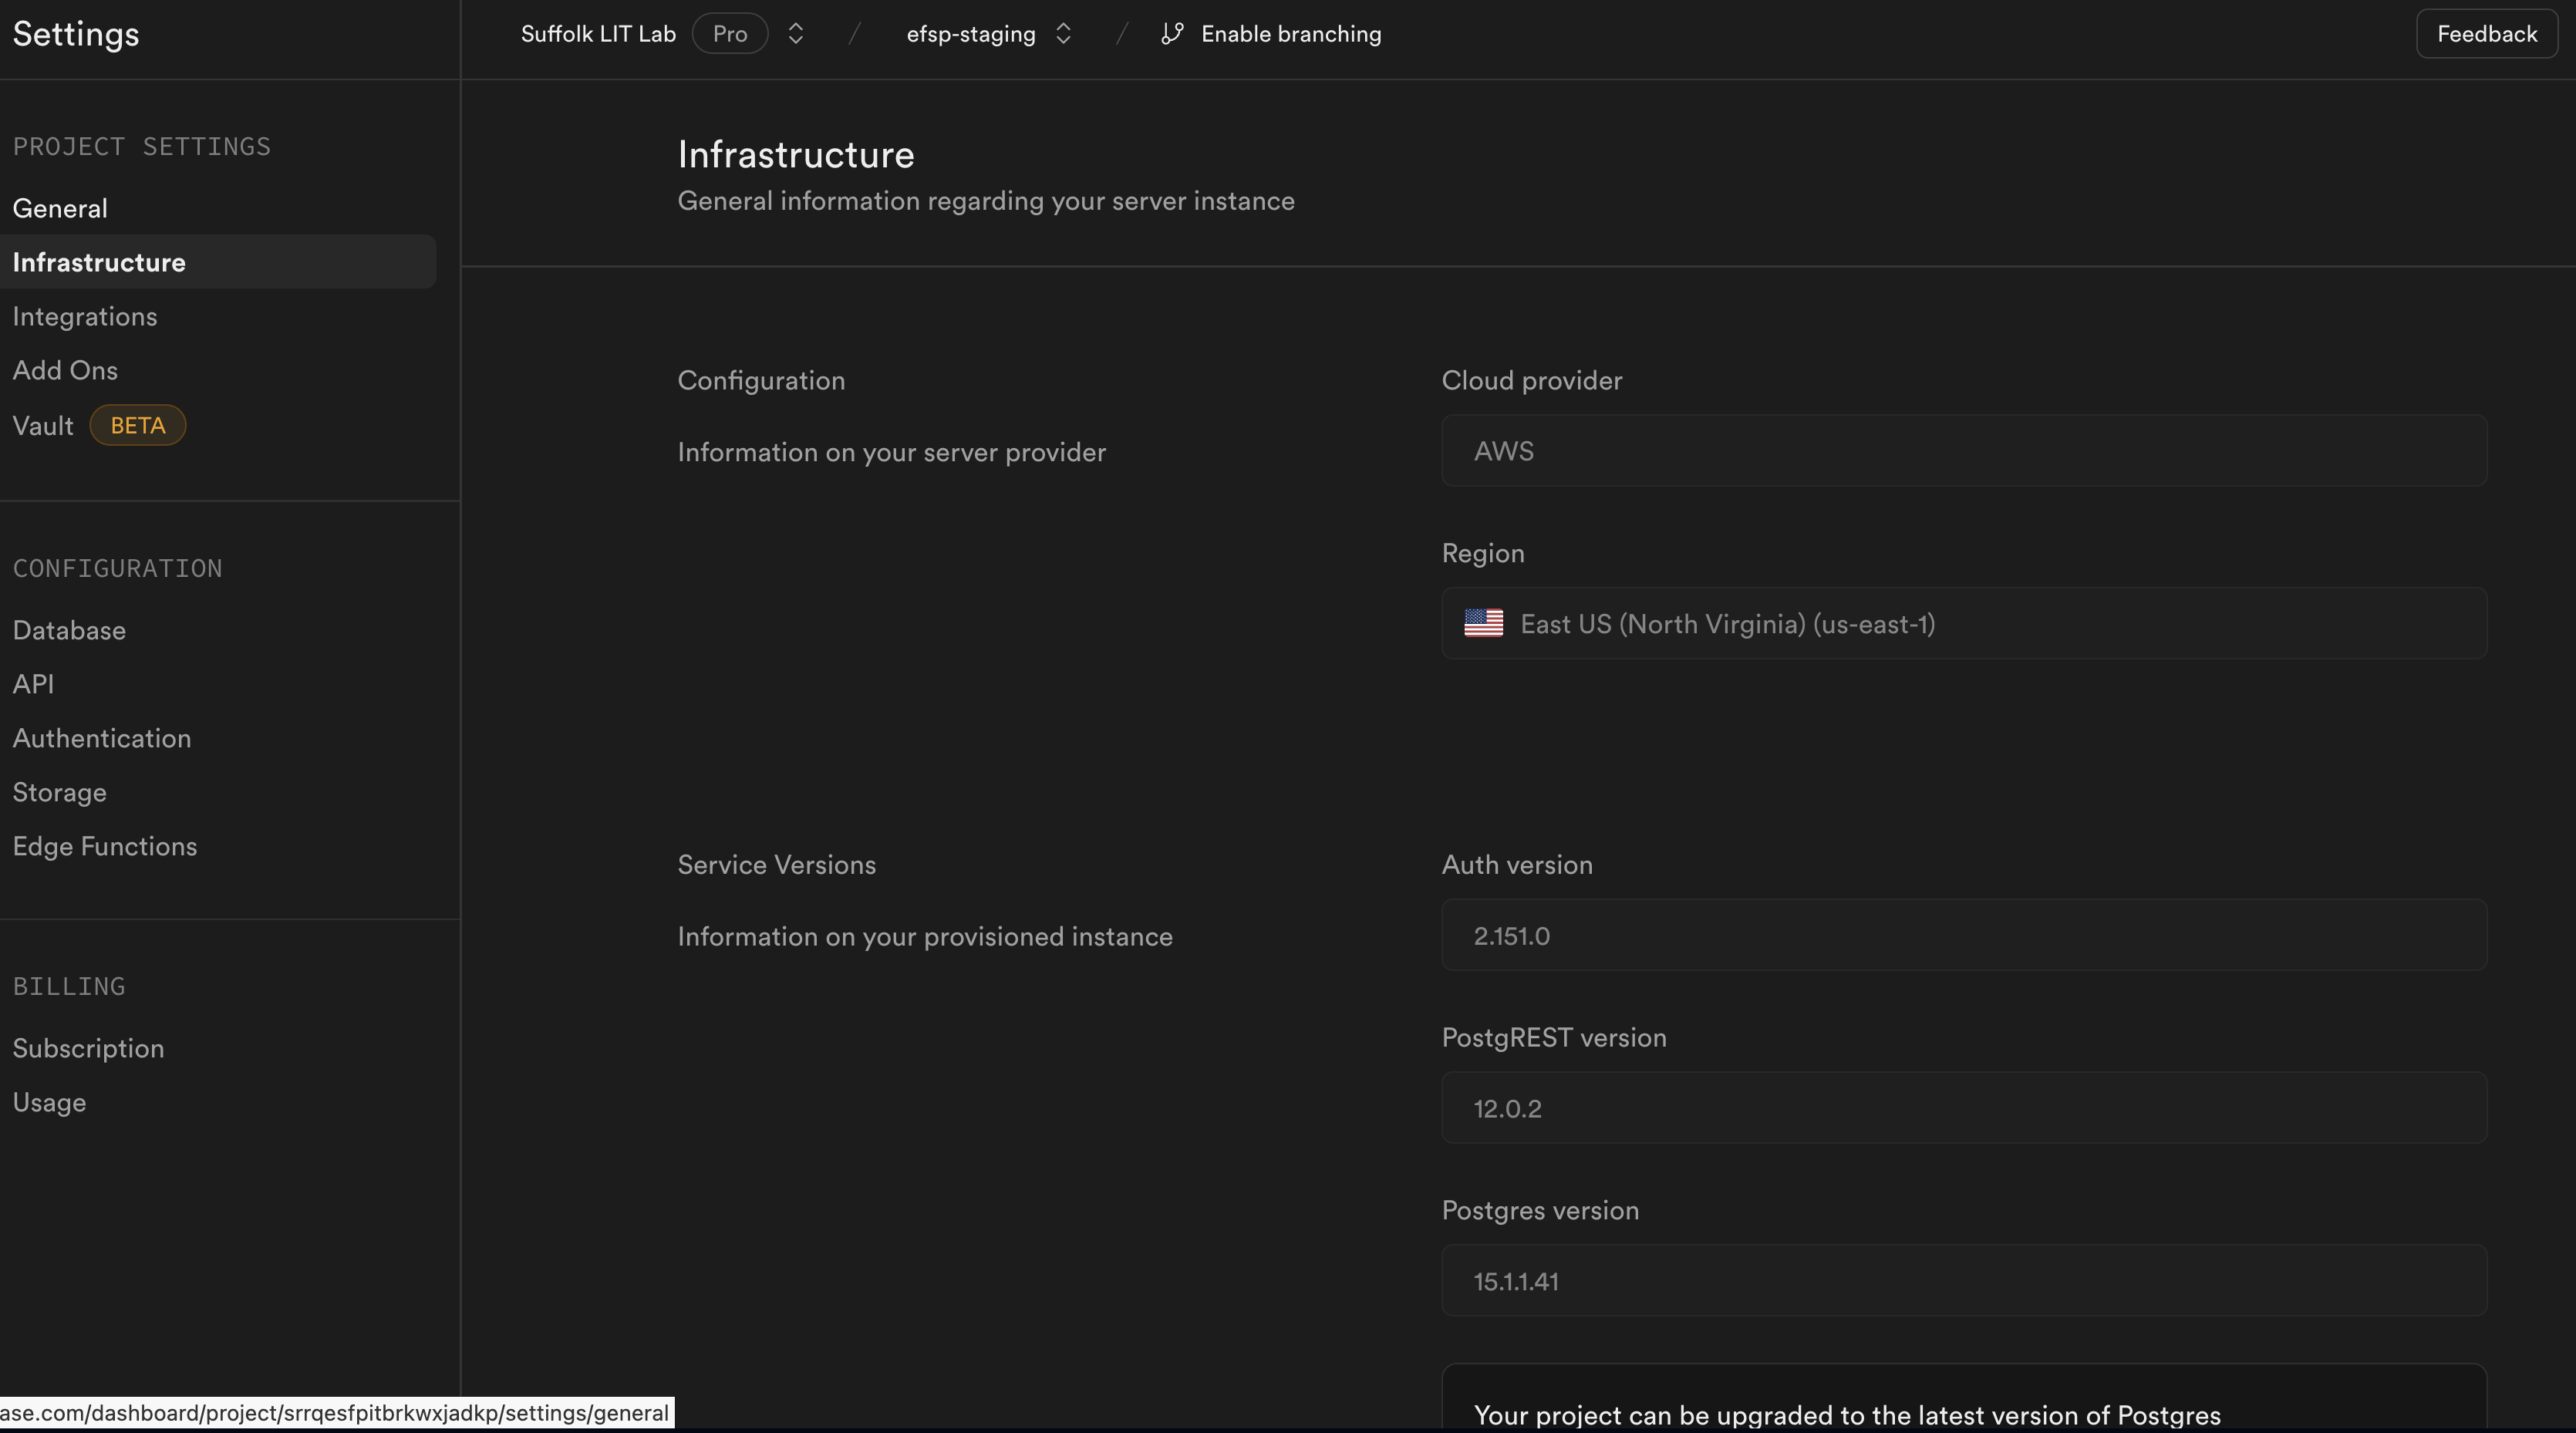 Settings
Suffolk LIT Lab Pro / efsp-staging / Enable branching
Feedback
PROJECT SETTINGS
General
Infrastructure
Integrations
Add Ons
Vault BETA
CONFIGURATION
Database
API
Authentication
Storage
Edge Functions
BILLING
Subscription
Usage
Infrastructure
General information regarding your server instance
Configuration
Information on your server provider
Cloud provider
AWS
Region
East US (North Virginia) (us-east-1)
Service Versions
Information on your provisioned instance
Auth version
2.151.0
PostgREST version
12.0.2
Postgres version
15.1.1.41
Your project can be upgraded to the latest version of Postgres
ase.com/dashboard/project/srrqesfpitbrkwxjadkp/settings/general